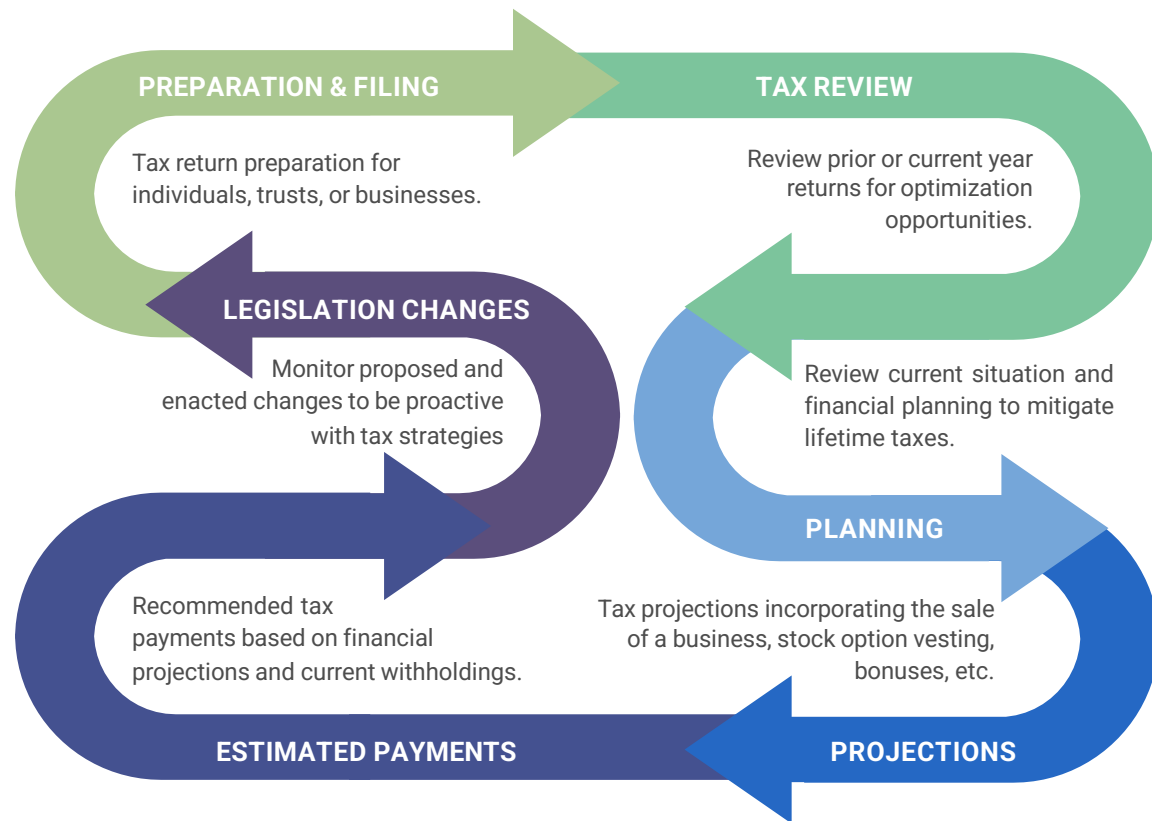 PREPARATION & FILING
Tax return preparation for
individuals, trusts, or businesses.
TAX REVIEW
Review prior or current year
returns for optimization
opportunities.
LEGISLATION CHANGES
Monitor proposed and
enacted changes to be proactive
with tax strategies
Review current situation and
financial planning to mitigate
lifetime taxes.
PLANNING
Recommended tax
payments based on financial
projections and current withholdings.
ESTIMATED PAYMENTS
Tax projections incorporating the sale
of a business, stock option vesting,
bonuses, etc.
PROJECTIONS